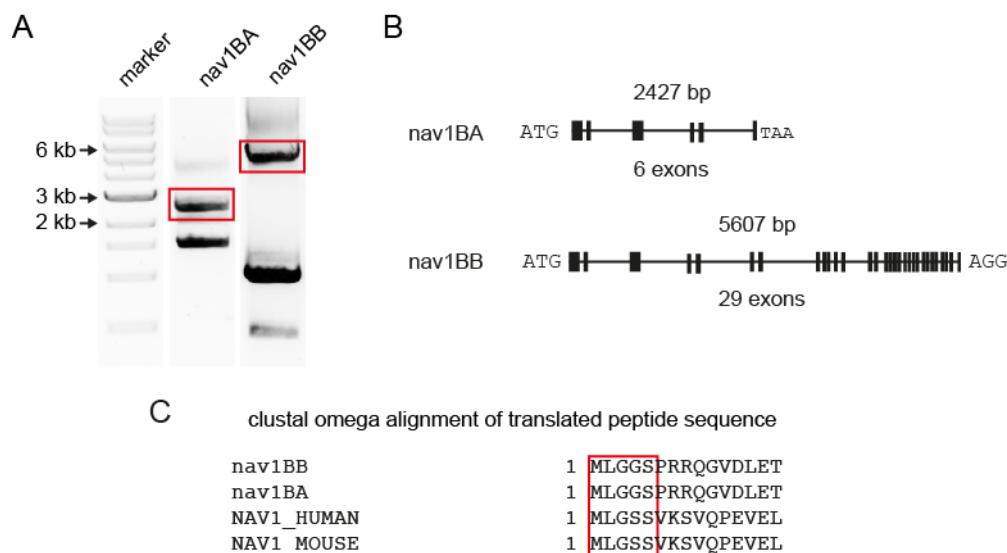 A
marker
nav1BA
nav1BB
6 kb
3 kb
2 kb
B
2427 bp
nav1BA ATG TAA
6 exons
5607 bp
nav1BB ATG AGG
29 exons
C clustal omega alignment of translated peptide sequence
nav1BB 1 MLGGSPRRQGVDLET
nav1BA 1 MLGGSPRRQGVDLET
NAV1_HUMAN 1 MLGSSVKSVQPEVEL
NAV1 MOUSE 1 MLGSSVKSVQPEVEL